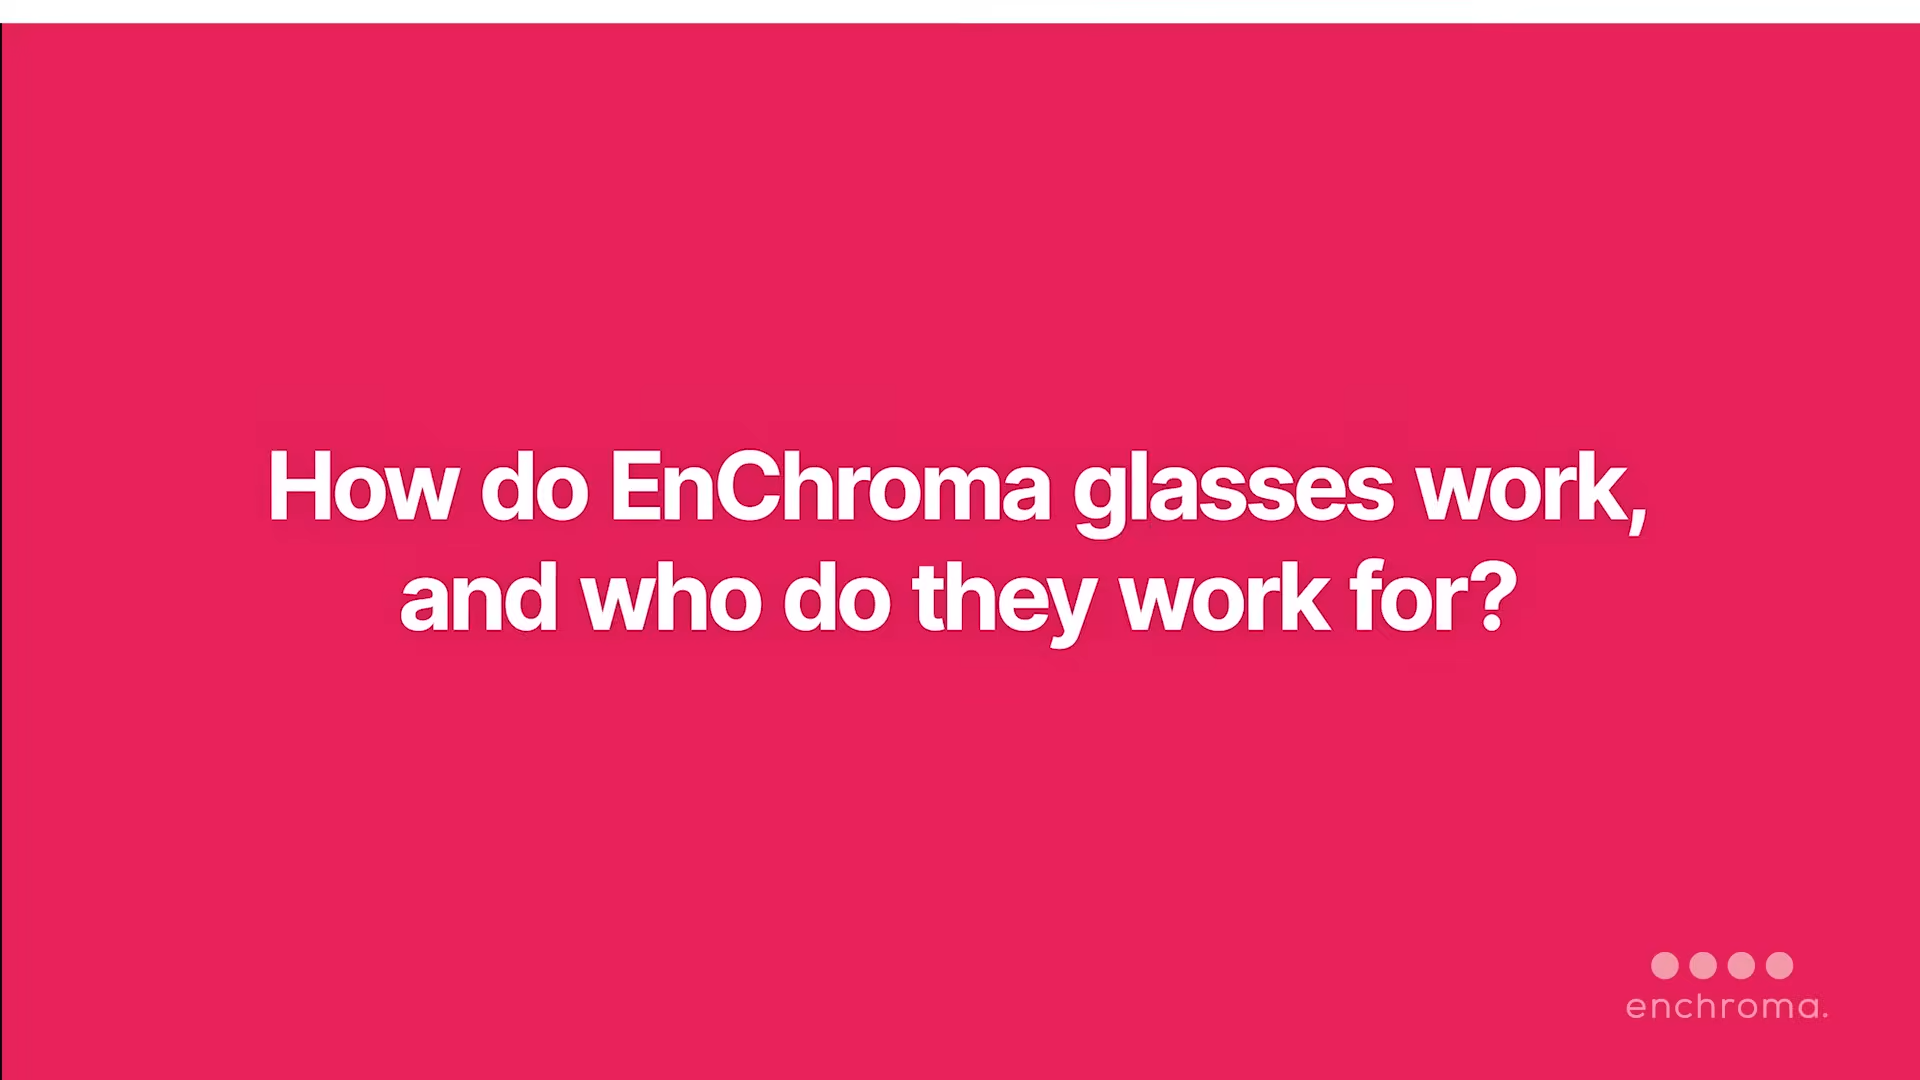 How do EnChroma glasses work,
and who do they work for?
enchroma.